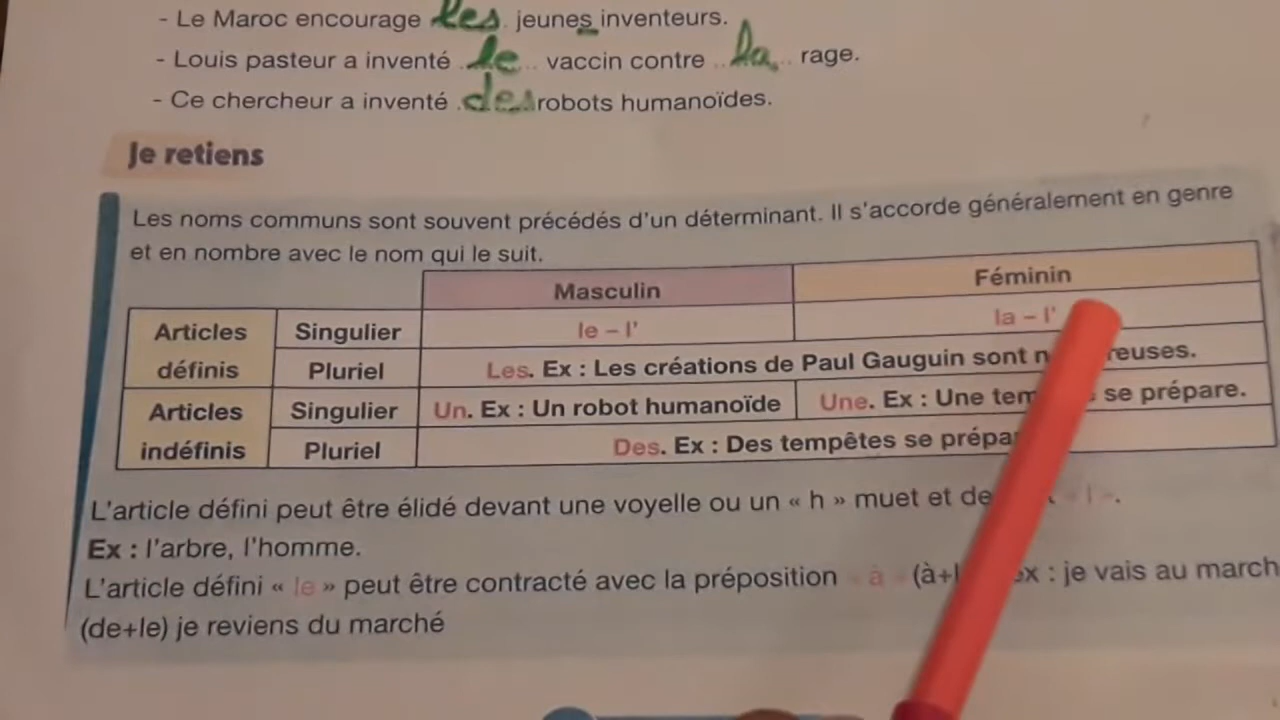 - Le Maroc encourage les jeunes inventeurs.
- Louis pasteur a inventé le vaccin contre la rage.
- Ce chercheur a inventé des robots humanoïdes.
Je retiens
Les noms communs sont souvent précédés d'un déterminant. Il s'accorde généralement en genre
et en nombre avec le nom qui le suit.
Masculin Féminin
Articles définis Singulier le – l' la – l'
Pluriel Les. Ex : Les créations de Paul Gauguin sont
Articles indéfinis Singulier Un. Ex : Un robot humanoïde Une. Ex : Une se prépare.
Pluriel Des. Ex : Des tempêtes se
L'article défini peut être élidé devant une voyelle ou un « h » muet et
Ex : l'arbre, l'homme.
L'article défini « le » peut être contracté avec la préposition à : je vais au march
(de+le) je reviens du marché